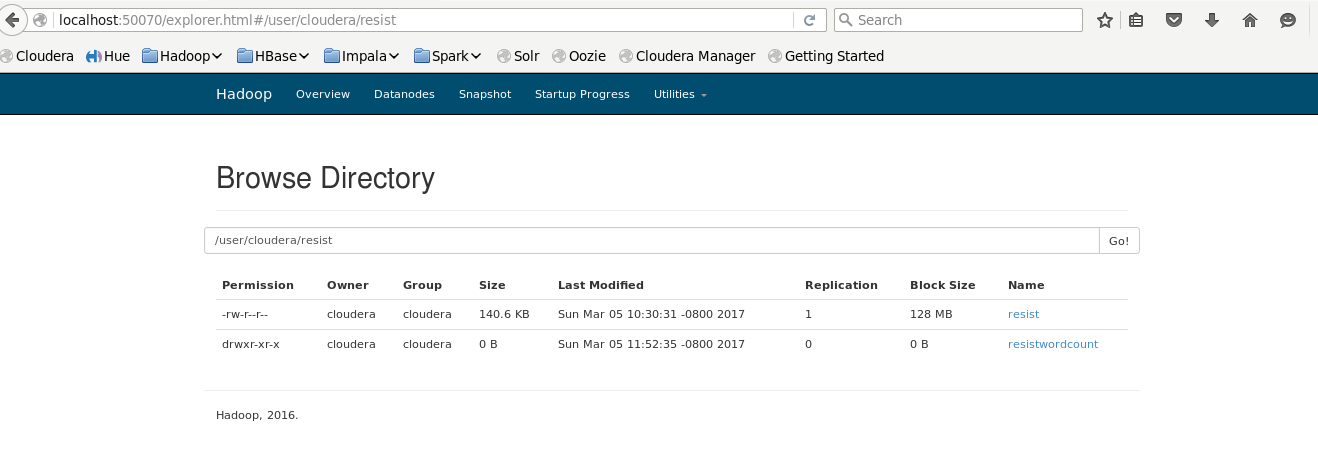 localhost:50070/explorer.html#/user/cloudera/resist Search
Cloudera Hue Hadoop HBase Impala Spark Solr Oozie Cloudera Manager Getting Started
Hadoop Overview Datanodes Snapshot Startup Progress Utilities
Browse Directory
/user/cloudera/resist Go!
Permission Owner Group Size Last Modified Replication Block Size Name
-rw-r--r-- cloudera cloudera 140.6 KB Sun Mar 05 10:30:31 -0800 2017 1 128 MB resist
drwxr-xr-x cloudera cloudera 0 B Sun Mar 05 11:52:35 -0800 2017 0 0 B resistwordcount
Hadoop, 2016.